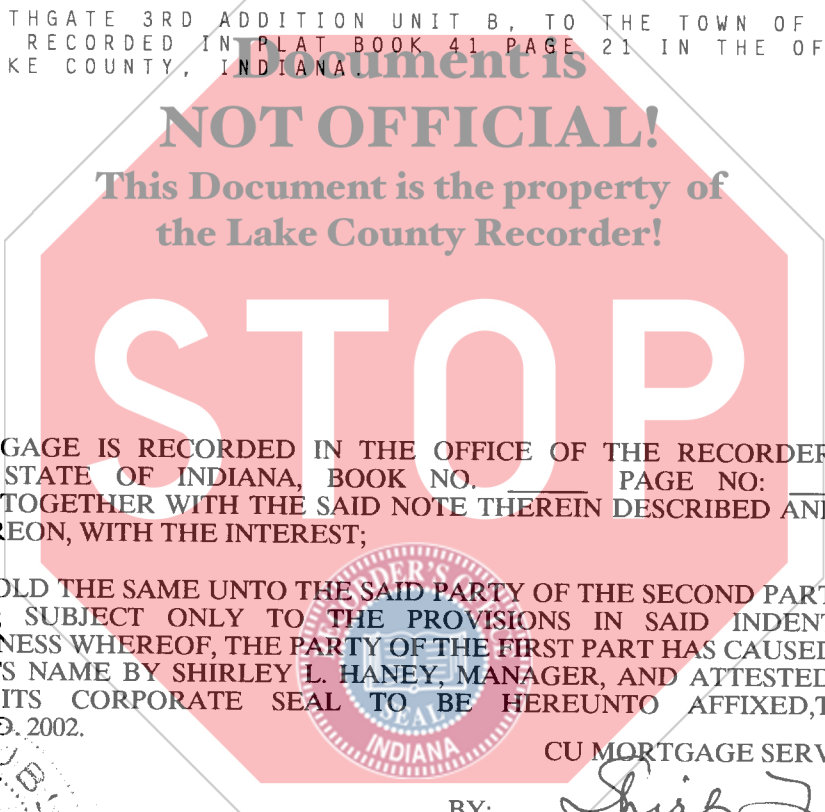 THGATE 3RD ADDITION UNIT B, TO THE TOWN OF
RECORDED IN PLAT BOOK 41 PAGE 21 IN THE OF
KE COUNTY, INDIANA.
Document is
NOT OFFICIAL!
This Document is the property of
the Lake County Recorder!
STOP
GAGE IS RECORDED IN THE OFFICE OF THE RECORDER
STATE OF INDIANA, BOOK NO. ______ PAGE NO: ___
TOGETHER WITH THE SAID NOTE THEREIN DESCRIBED AN
REON, WITH THE INTEREST;
OLD THE SAME UNTO THE SAID PARTY OF THE SECOND PART
SUBJECT ONLY TO THE PROVISIONS IN SAID INDENT
NESS WHEREOF, THE PARTY OF THE FIRST PART HAS CAUSED
S NAME BY SHIRLEY L. HANEY, MANAGER, AND ATTESTED
ITS CORPORATE SEAL TO BE HEREUNTO AFFIXED,T
D. 2002.
RECORDER'S OFFICE
SEAL
INDIANA
CU MORTGAGE SERV
BY: